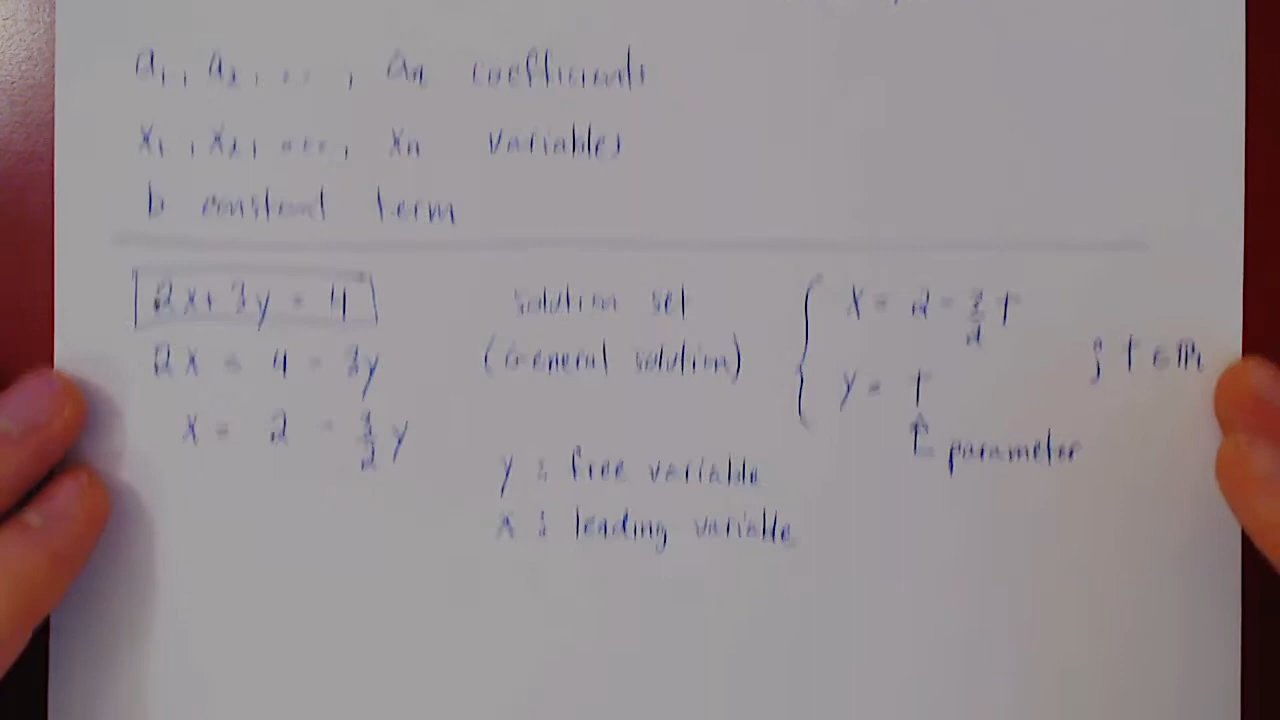 a₁, a₂, ..., aₙ coefficients
x₁, x₂, ..., xₙ variables
b constant term
2x + 3y = 4
2x = 4 - 3y
x = 2 - 3/2 y
solution set
(General solution)
{ x = 2 - 3/2 t
y = t
; t ∈ ℝ
↑ parameter
y : free variable
x : leading variable